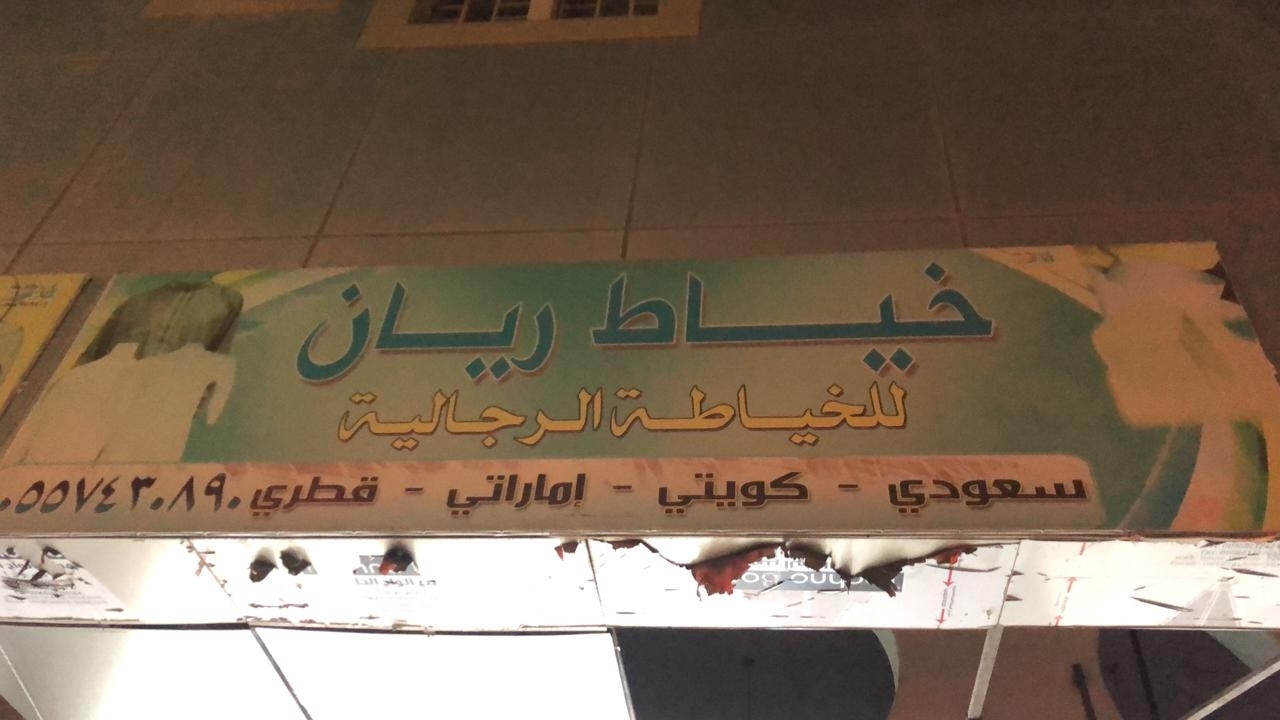 خياط ريان
للخياطة الرجالية
سعودي - كويتي - إماراتي - قطري ٠٥٥٧٤٣٠٨٩٠